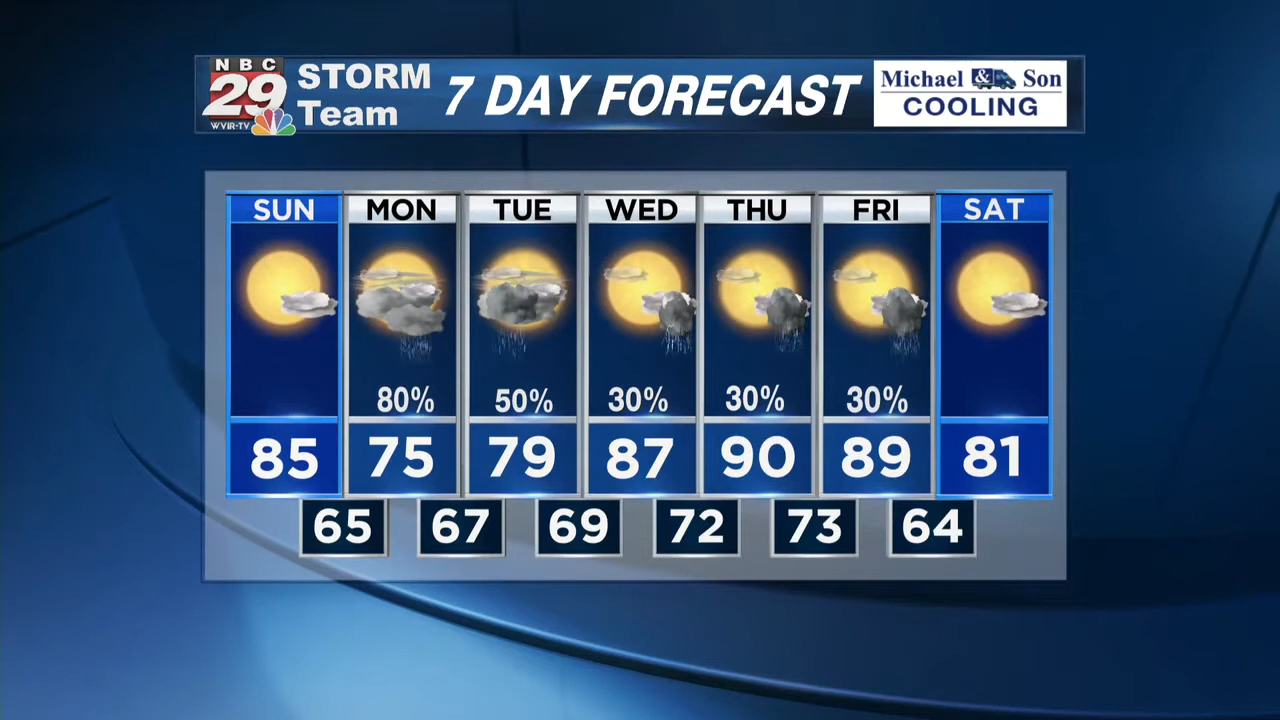 NBC
29
WVIR-TV
STORM
Team
7 DAY FORECAST
Michael & Son
COOLING
SUN MON TUE WED THU FRI SAT
80% 50% 30% 30% 30%
85 75 79 87 90 89 81
65 67 69 72 73 64